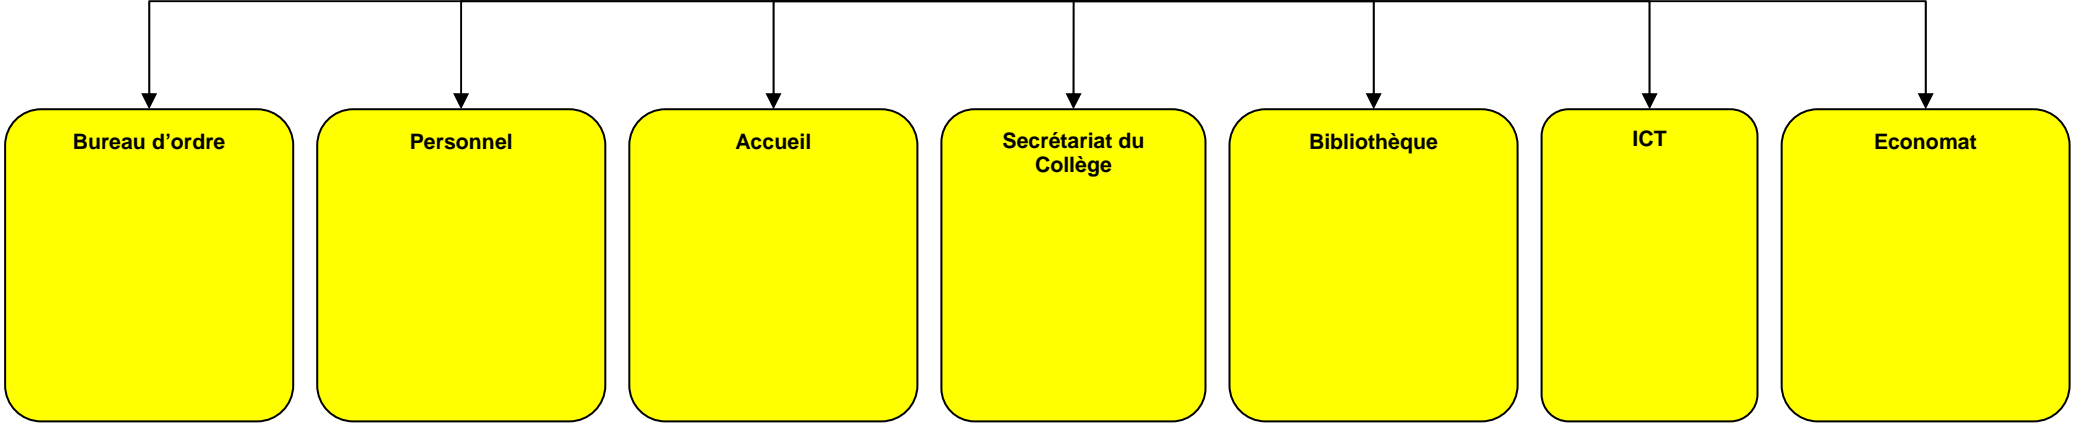 Bureau d’ordre
Personnel
Accueil
Secrétariat du
Collège
Bibliothèque
ICT
Economat